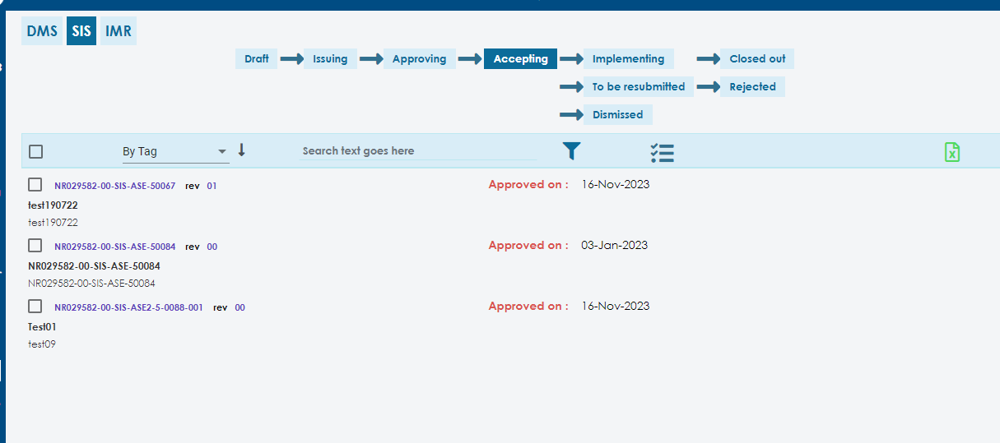 DMS SIS IMR
Draft Issuing Approving Accepting Implementing Closed out
To be resubmitted Rejected
Dismissed
By Tag Search text goes here
NR029582-00-SIS-ASE-50067 rev 01 Approved on : 16-Nov-2023
test190722
test190722
NR029582-00-SIS-ASE-50084 rev 00 Approved on : 03-Jan-2023
NR029582-00-SIS-ASE-50084
NR029582-00-SIS-ASE-50084
NR029582-00-SIS-ASE2-5-0088-001 rev 00 Approved on : 16-Nov-2023
Test01
test09